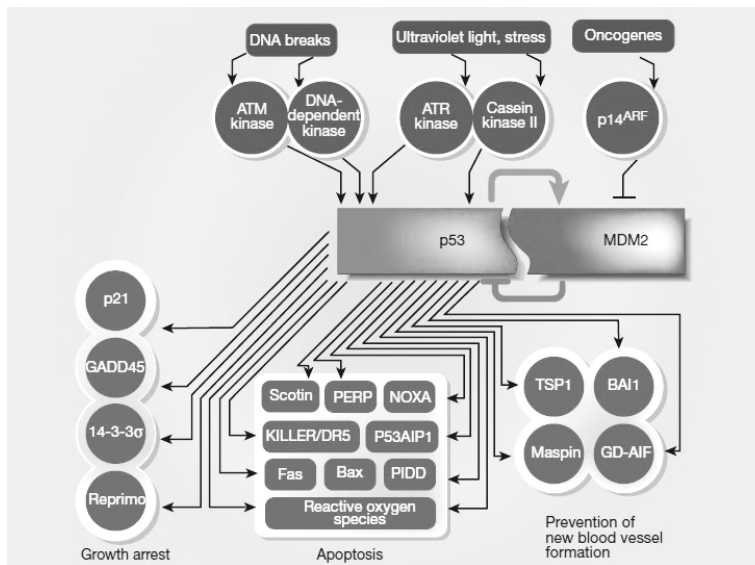 DNA breaks
Ultraviolet light, stress
Oncogenes
ATM
kinase
DNA-
dependent
kinase
ATR
kinase
Casein
kinase II
p14ARF
p53
MDM2
p21
GADD45
14-3-3σ
Reprimo
Growth arrest
Scotin
PERP
NOXA
KILLER/DR5
P53AIP1
Fas
Bax
PIDD
Reactive oxygen
species
Apoptosis
TSP1
BAI1
Maspin
GD-AIF
Prevention of
new blood vessel
formation